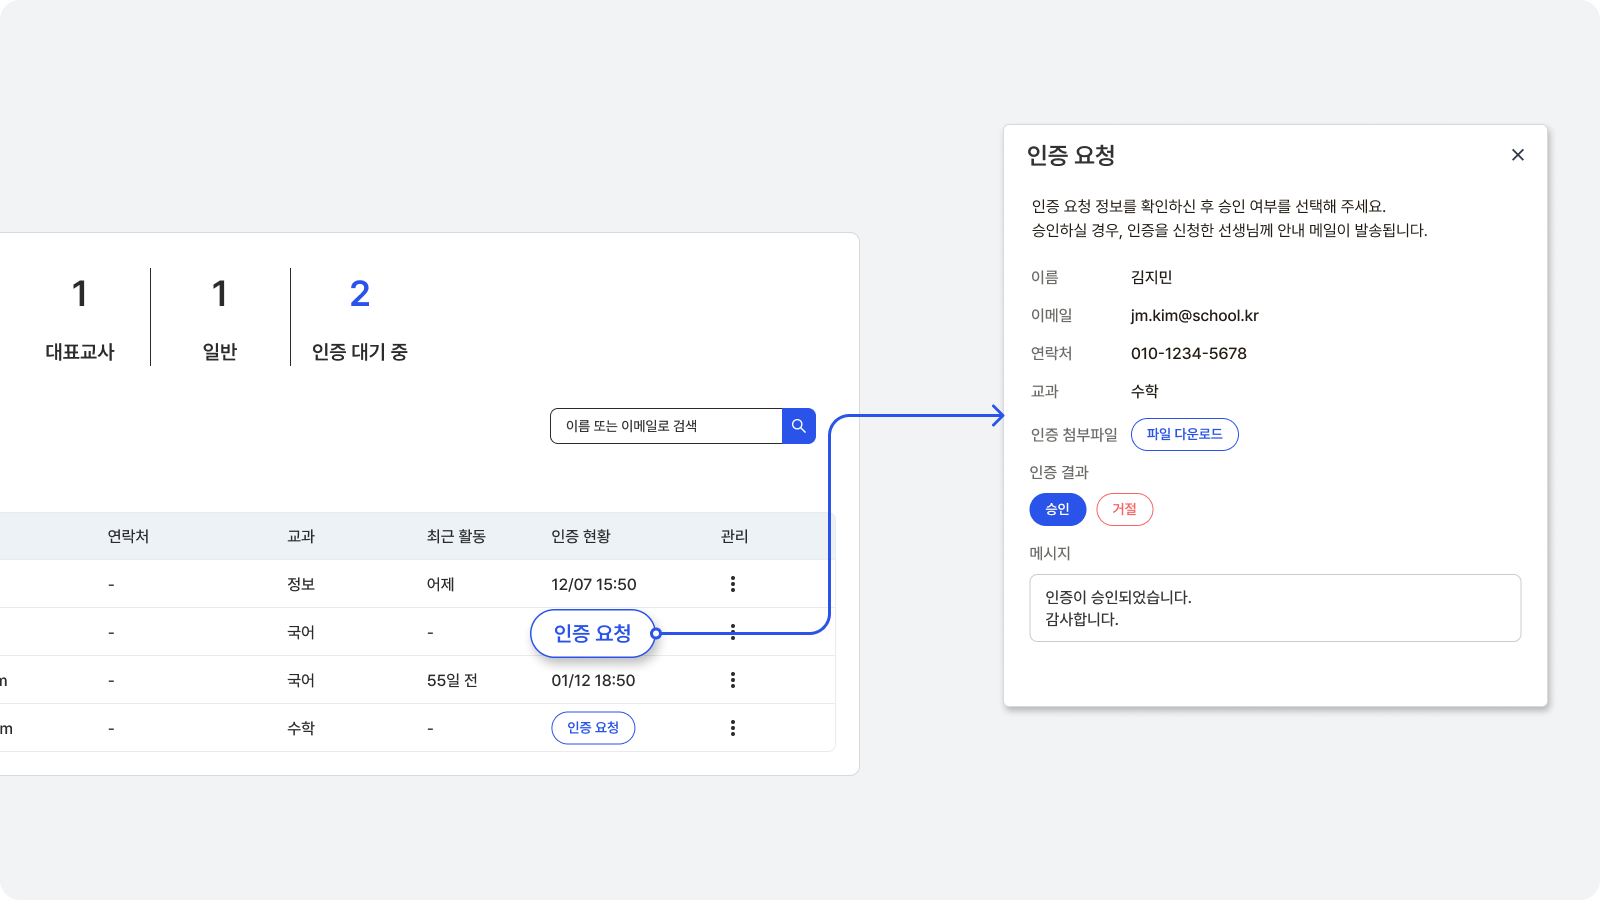 1
1
2
대표교사
일반
인증 대기 중
이름 또는 이메일로 검색
연락처 교과 최근 활동 인증 현황 관리
- 정보 어제 12/07 15:50
- 국어 - 인증 요청
m - 국어 55일 전 01/12 18:50
m - 수학 - 인증 요청
인증 요청
인증 요청 정보를 확인하신 후 승인 여부를 선택해 주세요.
승인하실 경우, 인증을 신청한 선생님께 안내 메일이 발송됩니다.
이름 김지민
이메일 jm.kim@school.kr
연락처 010-1234-5678
교과 수학
인증 첨부파일 파일 다운로드
인증 결과
승인 거절
메시지
인증이 승인되었습니다.
감사합니다.